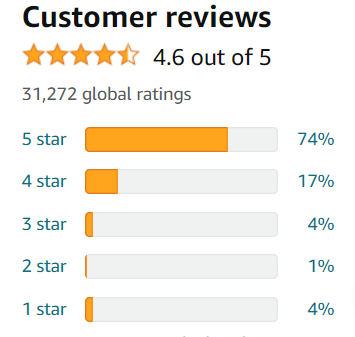 Customer reviews
4.6 out of 5
31,272 global ratings
5 star 74%
4 star 17%
3 star 4%
2 star 1%
1 star 4%